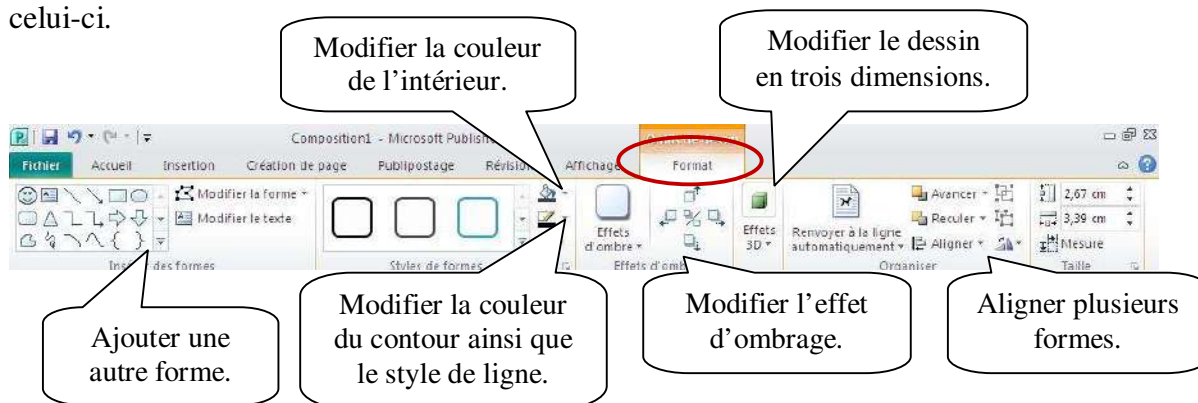 celui-ci.
Modifier la couleur
de l’intérieur.
Modifier le dessin
en trois dimensions.
Composition1 - Microsoft Publis
Fichier Accueil Insertion Création de page Publipostage Révision Affichage Format
Modifier la forme
Modifier le texte
Effets
d'ombre
Effets
3D
Renvoyer à la ligne
automatiquement
Avancer
Reculer
Aligner
2,67 cm
3,39 cm
Mesure
des formes
Styles de formes
Effets d'omb
Organiser
Taille
Ajouter une
autre forme.
Modifier la couleur
du contour ainsi que
le style de ligne.
Modifier l’effet
d’ombrage.
Aligner plusieurs
formes.